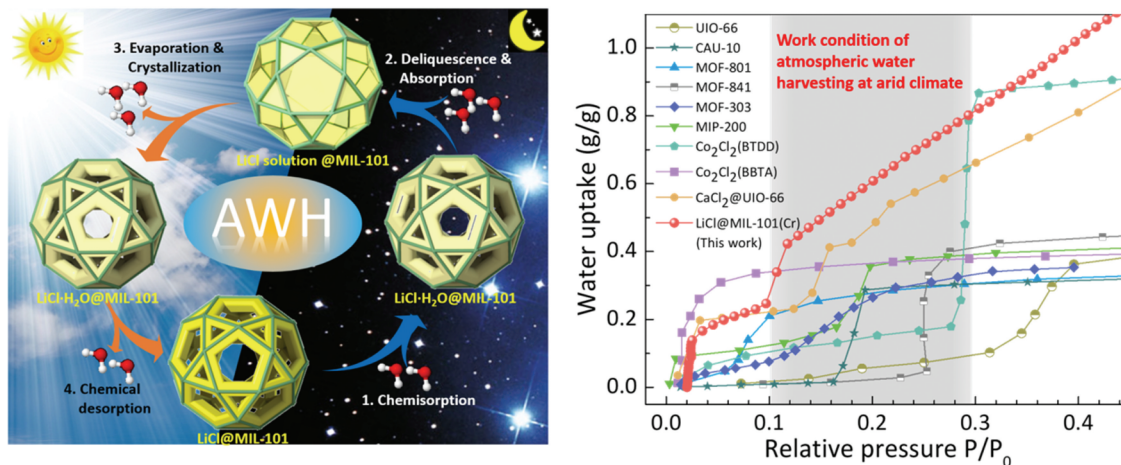 3. Evaporation &
Crystallization
2. Deliquescence &
Absorption
LiCl solution @MIL-101
AWH
LiCl·H₂O@MIL-101
LiCl·H₂O@MIL-101
4. Chemical
desorption
1. Chemisorption
LiCl@MIL-101
Water uptake (g/g)
1.0
0.8
0.6
0.4
0.2
0.0
UIO-66
CAU-10
MOF-801
MOF-841
MOF-303
MIP-200
Co₂Cl₂(BTDD)
Co₂Cl₂(BBTA)
CaCl₂@UIO-66
LiCl@MIL-101(Cr)
(This work)
Work condition of
atmospheric water
harvesting at arid climate
0.0 0.1 0.2 0.3 0.4
Relative pressure P/P₀